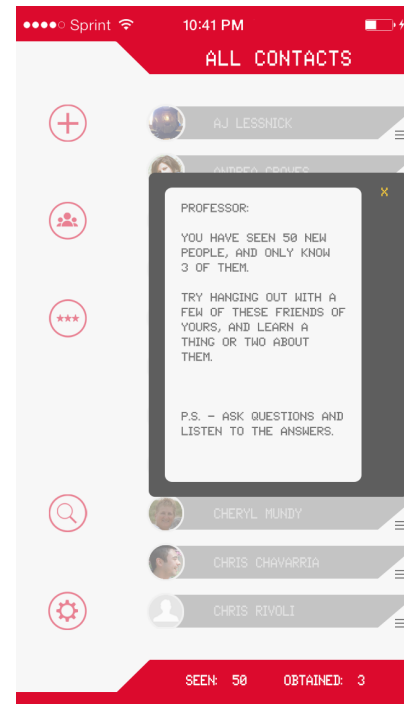 Sprint 10:41 PM
ALL CONTACTS
AJ LESSNICK
ANDREA GROVES
X
PROFESSOR:
YOU HAVE SEEN 50 NEW
PEOPLE, AND ONLY KNOW
3 OF THEM.
TRY HANGING OUT WITH A
FEW OF THESE FRIENDS OF
YOURS, AND LEARN A
THING OR TWO ABOUT
THEM.
P.S. – ASK QUESTIONS AND
LISTEN TO THE ANSWERS.
CHERYL MUNDY
CHRIS CHAVARRIA
CHRIS RIVOLI
SEEN: 50 OBTAINED: 3